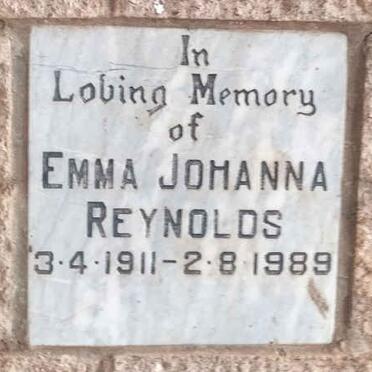 In
Loving Memory
of
EMMA JOHANNA
REYNOLDS
3·4·1911-2·8·1989